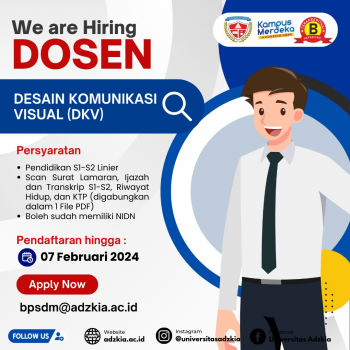 We are Hiring
DOSEN
Kampus
Merdeka
B
DESAIN KOMUNIKASI
VISUAL (DKV)
Persyaratan
• Pendidikan S1-S2 Linier
• Scan Surat Lamaran, Ijazah
dan Transkrip S1-S2, Riwayat
Hidup, dan KTP (digabungkan
dalam 1 File PDF)
• Boleh sudah memiliki NIDN
Pendaftaran hingga :
07 Februari 2024
Apply Now
bpsdm@adzkia.ac.id
FOLLOW US
Website
adzkia.ac.id
Instagram
@universitasadzkia
Facebook
Universitas Adzkia